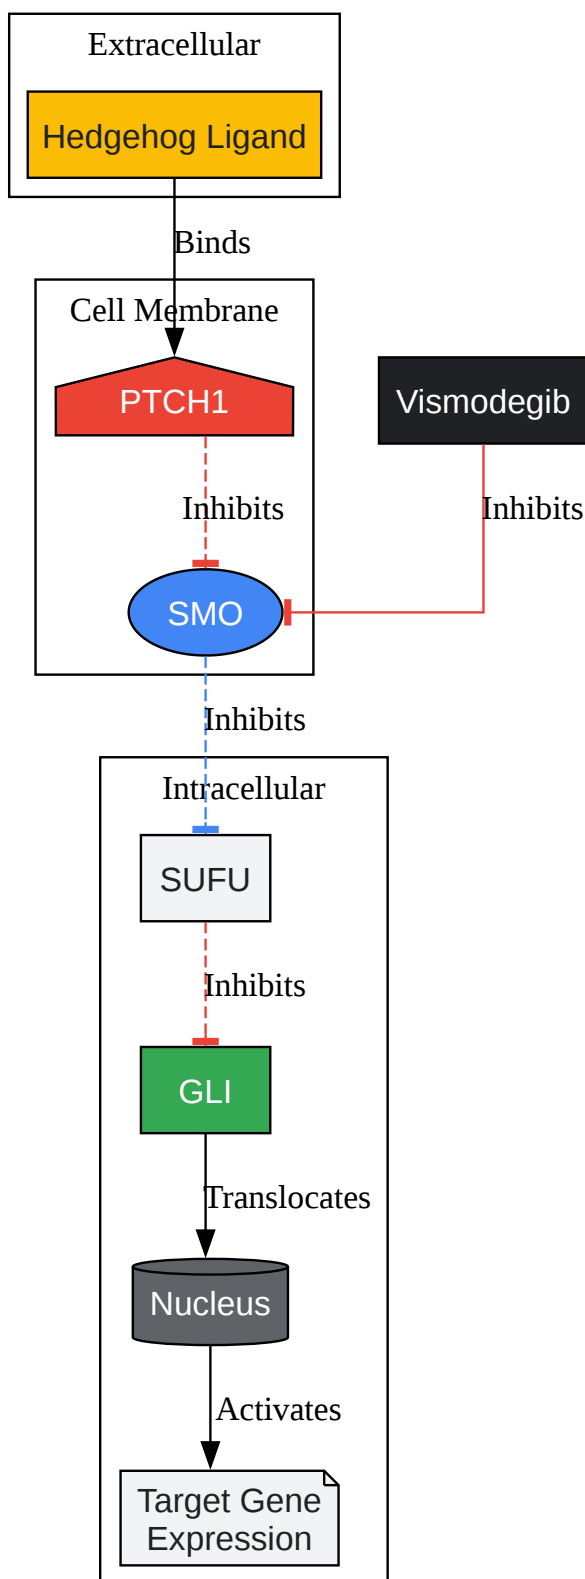 Extracellular
Hedgehog Ligand
Binds
Cell Membrane
PTCH1
Vismodegib
Inhibits
Inhibits
SMO
Inhibits
Intracellular
SUFU
Inhibits
GLI
Translocates
Nucleus
Activates
Target Gene
Expression